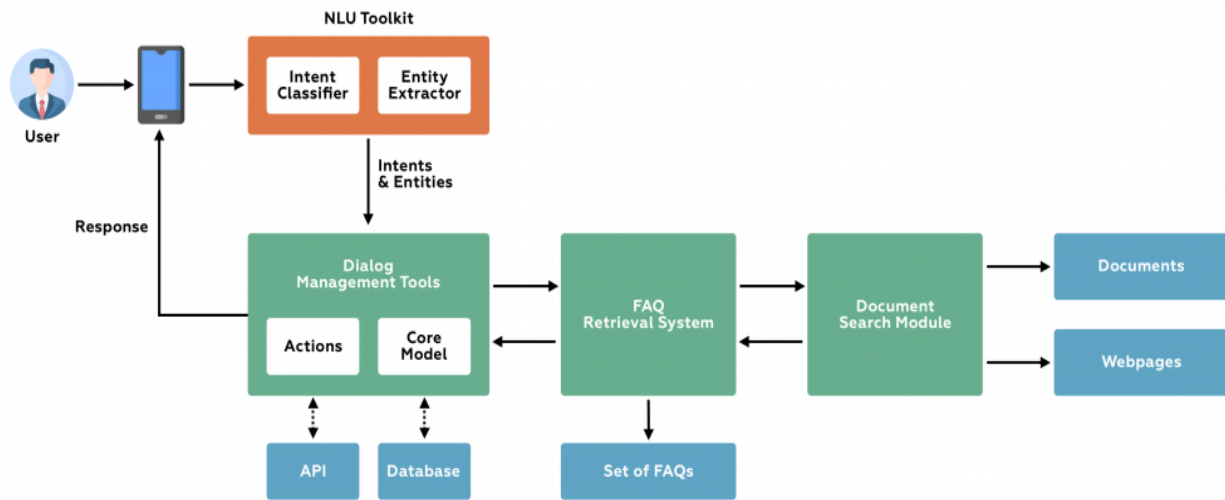 NLU Toolkit
Intent
Classifier
Entity
Extractor
User
Intents
& Entities
Response
Dialog
Management Tools
Actions
Core
Model
FAQ
Retrieval System
Document
Search Module
Documents
Webpages
API
Database
Set of FAQs